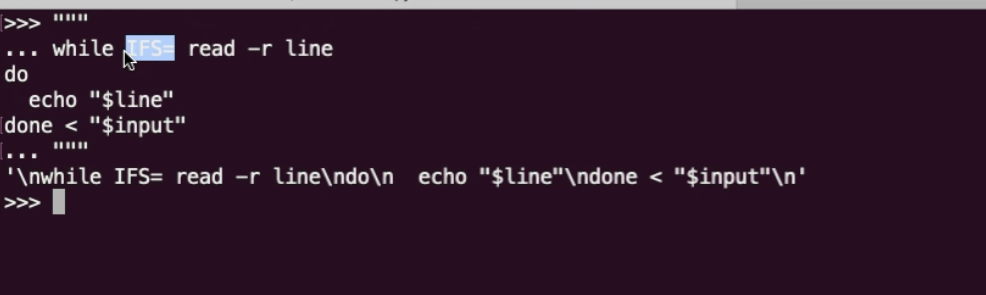 >>> """
... while IFS= read -r line
do
  echo "$line"
done < "$input"
... """
'\nwhile IFS= read -r line\ndo\n  echo "$line"\ndone < "$input"\n'
>>>